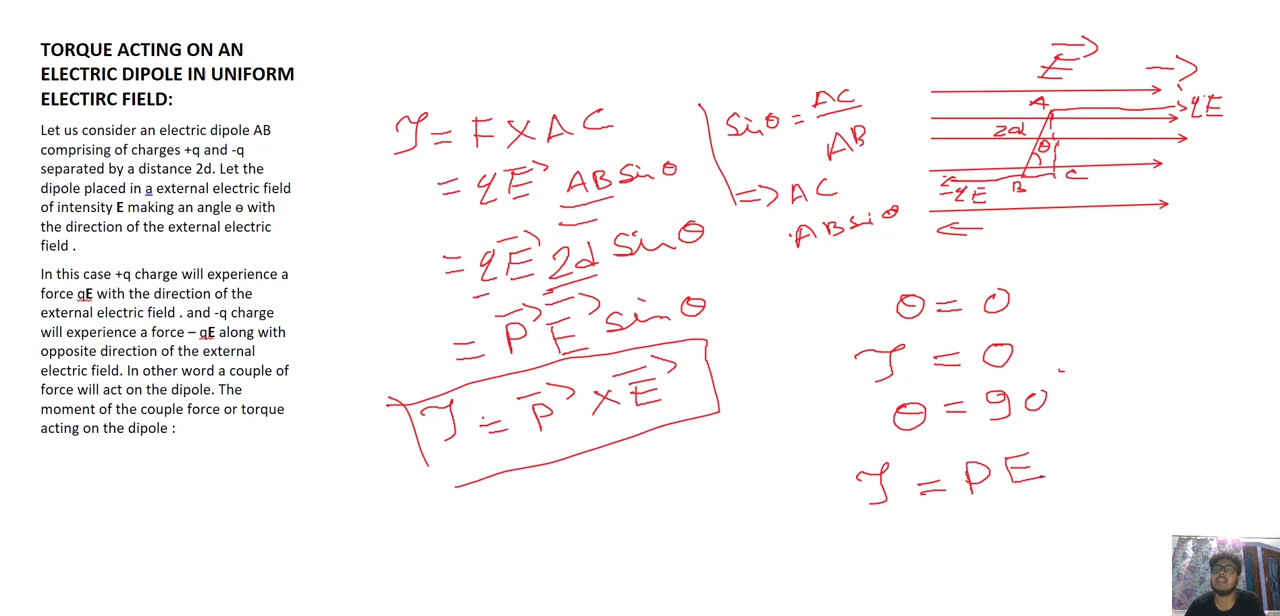 TORQUE ACTING ON AN
ELECTRIC DIPOLE IN UNIFORM
ELECTIRC FIELD:
Let us consider an electric dipole AB
comprising of charges +q and -q
separated by a distance 2d. Let the
dipole placed in a external electric field
of intensity E making an angle ɵ with
the direction of the external electric
field .
In this case +q charge will experience a
force qE with the direction of the
external electric field . and -q charge
will experience a force – qE along with
opposite direction of the external
electric field. In other word a couple of
force will act on the dipole. The
moment of the couple force or torque
acting on the dipole :
τ = F × AC
= qE⃗ AB sin θ
= qE⃗ 2d sin θ
= P⃗ E⃗ sin θ
τ = P⃗ × E⃗
sin θ = AC / AB
=> AC
AB sin θ
E⃗
A
qE
2d
θ
B
C
-qE
θ = 0
τ = 0
θ = 90
τ = PE